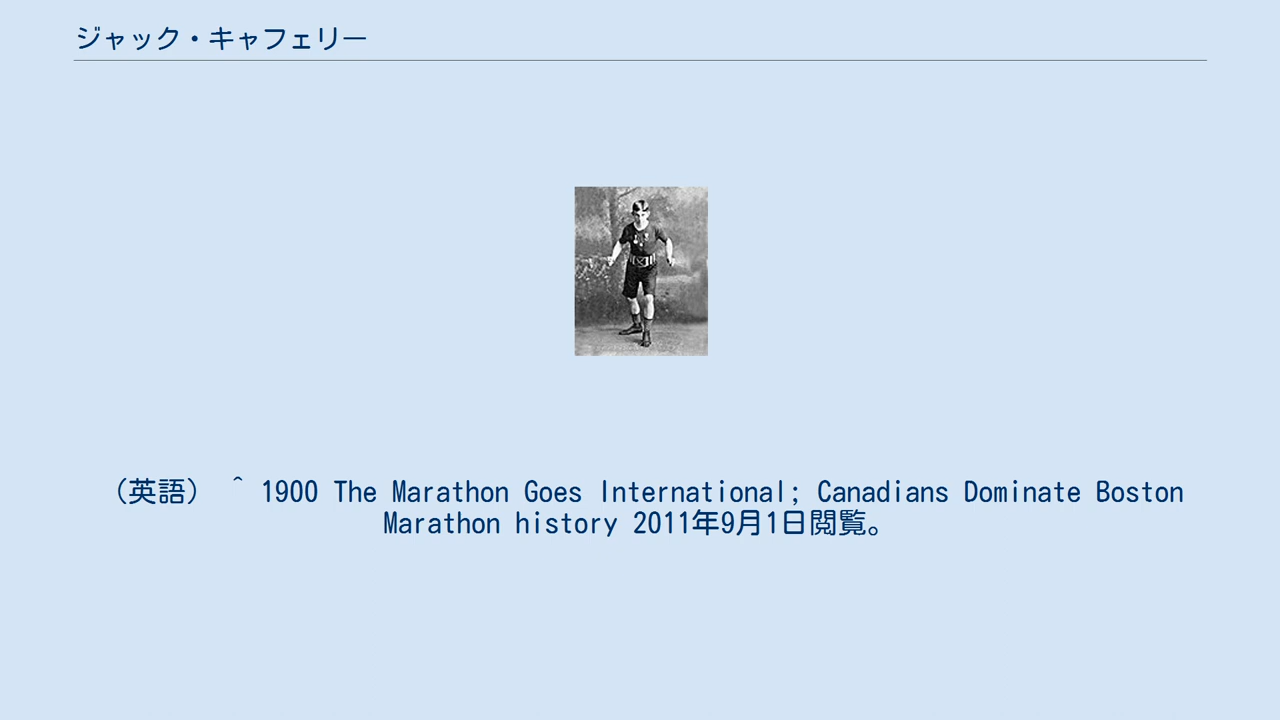 ジャック・キャフェリー
（英語） ^ 1900 The Marathon Goes International; Canadians Dominate Boston
Marathon history 2011年9月1日閲覧。